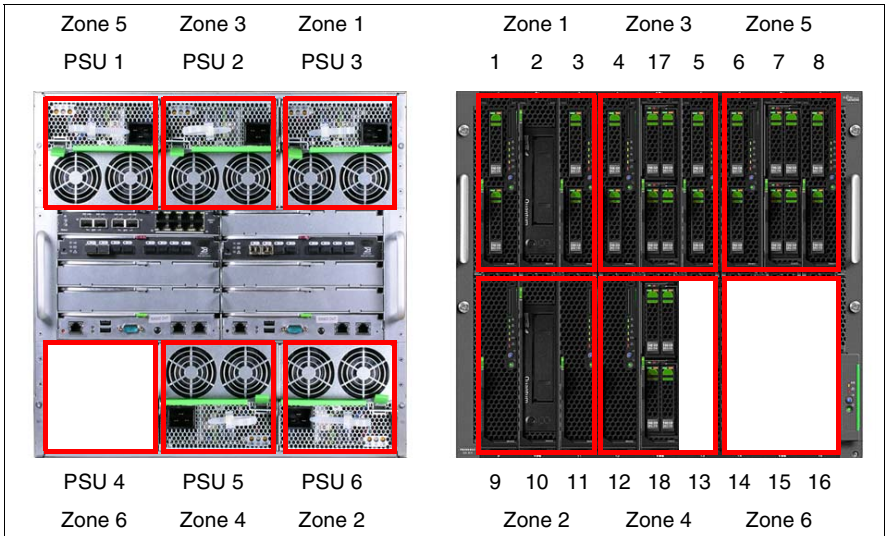 Zone 5 Zone 3 Zone 1
PSU 1 PSU 2 PSU 3
PSU 4 PSU 5 PSU 6
Zone 6 Zone 4 Zone 2
Zone 1 Zone 3 Zone 5
1 2 3 4 17 5 6 7 8
Quantum
Quantum
9 10 11 12 18 13 14 15 16
Zone 2 Zone 4 Zone 6